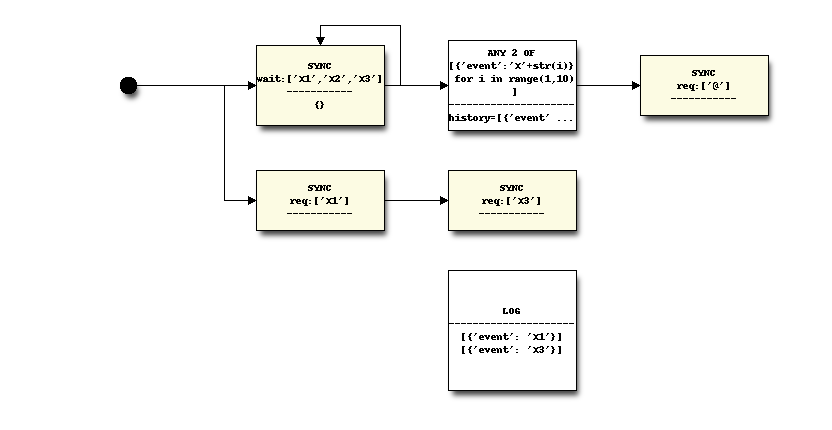 SYNC
wait:['X1','X2','X3']
-----------
{}
ANY 2 OF
[{'event':'X'+str(i)}
for i in range(1,10)
]
---------------------
history=[{'event' ...
SYNC
req:['@']
-----------
SYNC
req:['X1']
-----------
SYNC
req:['X3']
-----------
LOG
---------------------
[{'event': 'X1'}]
[{'event': 'X3'}]